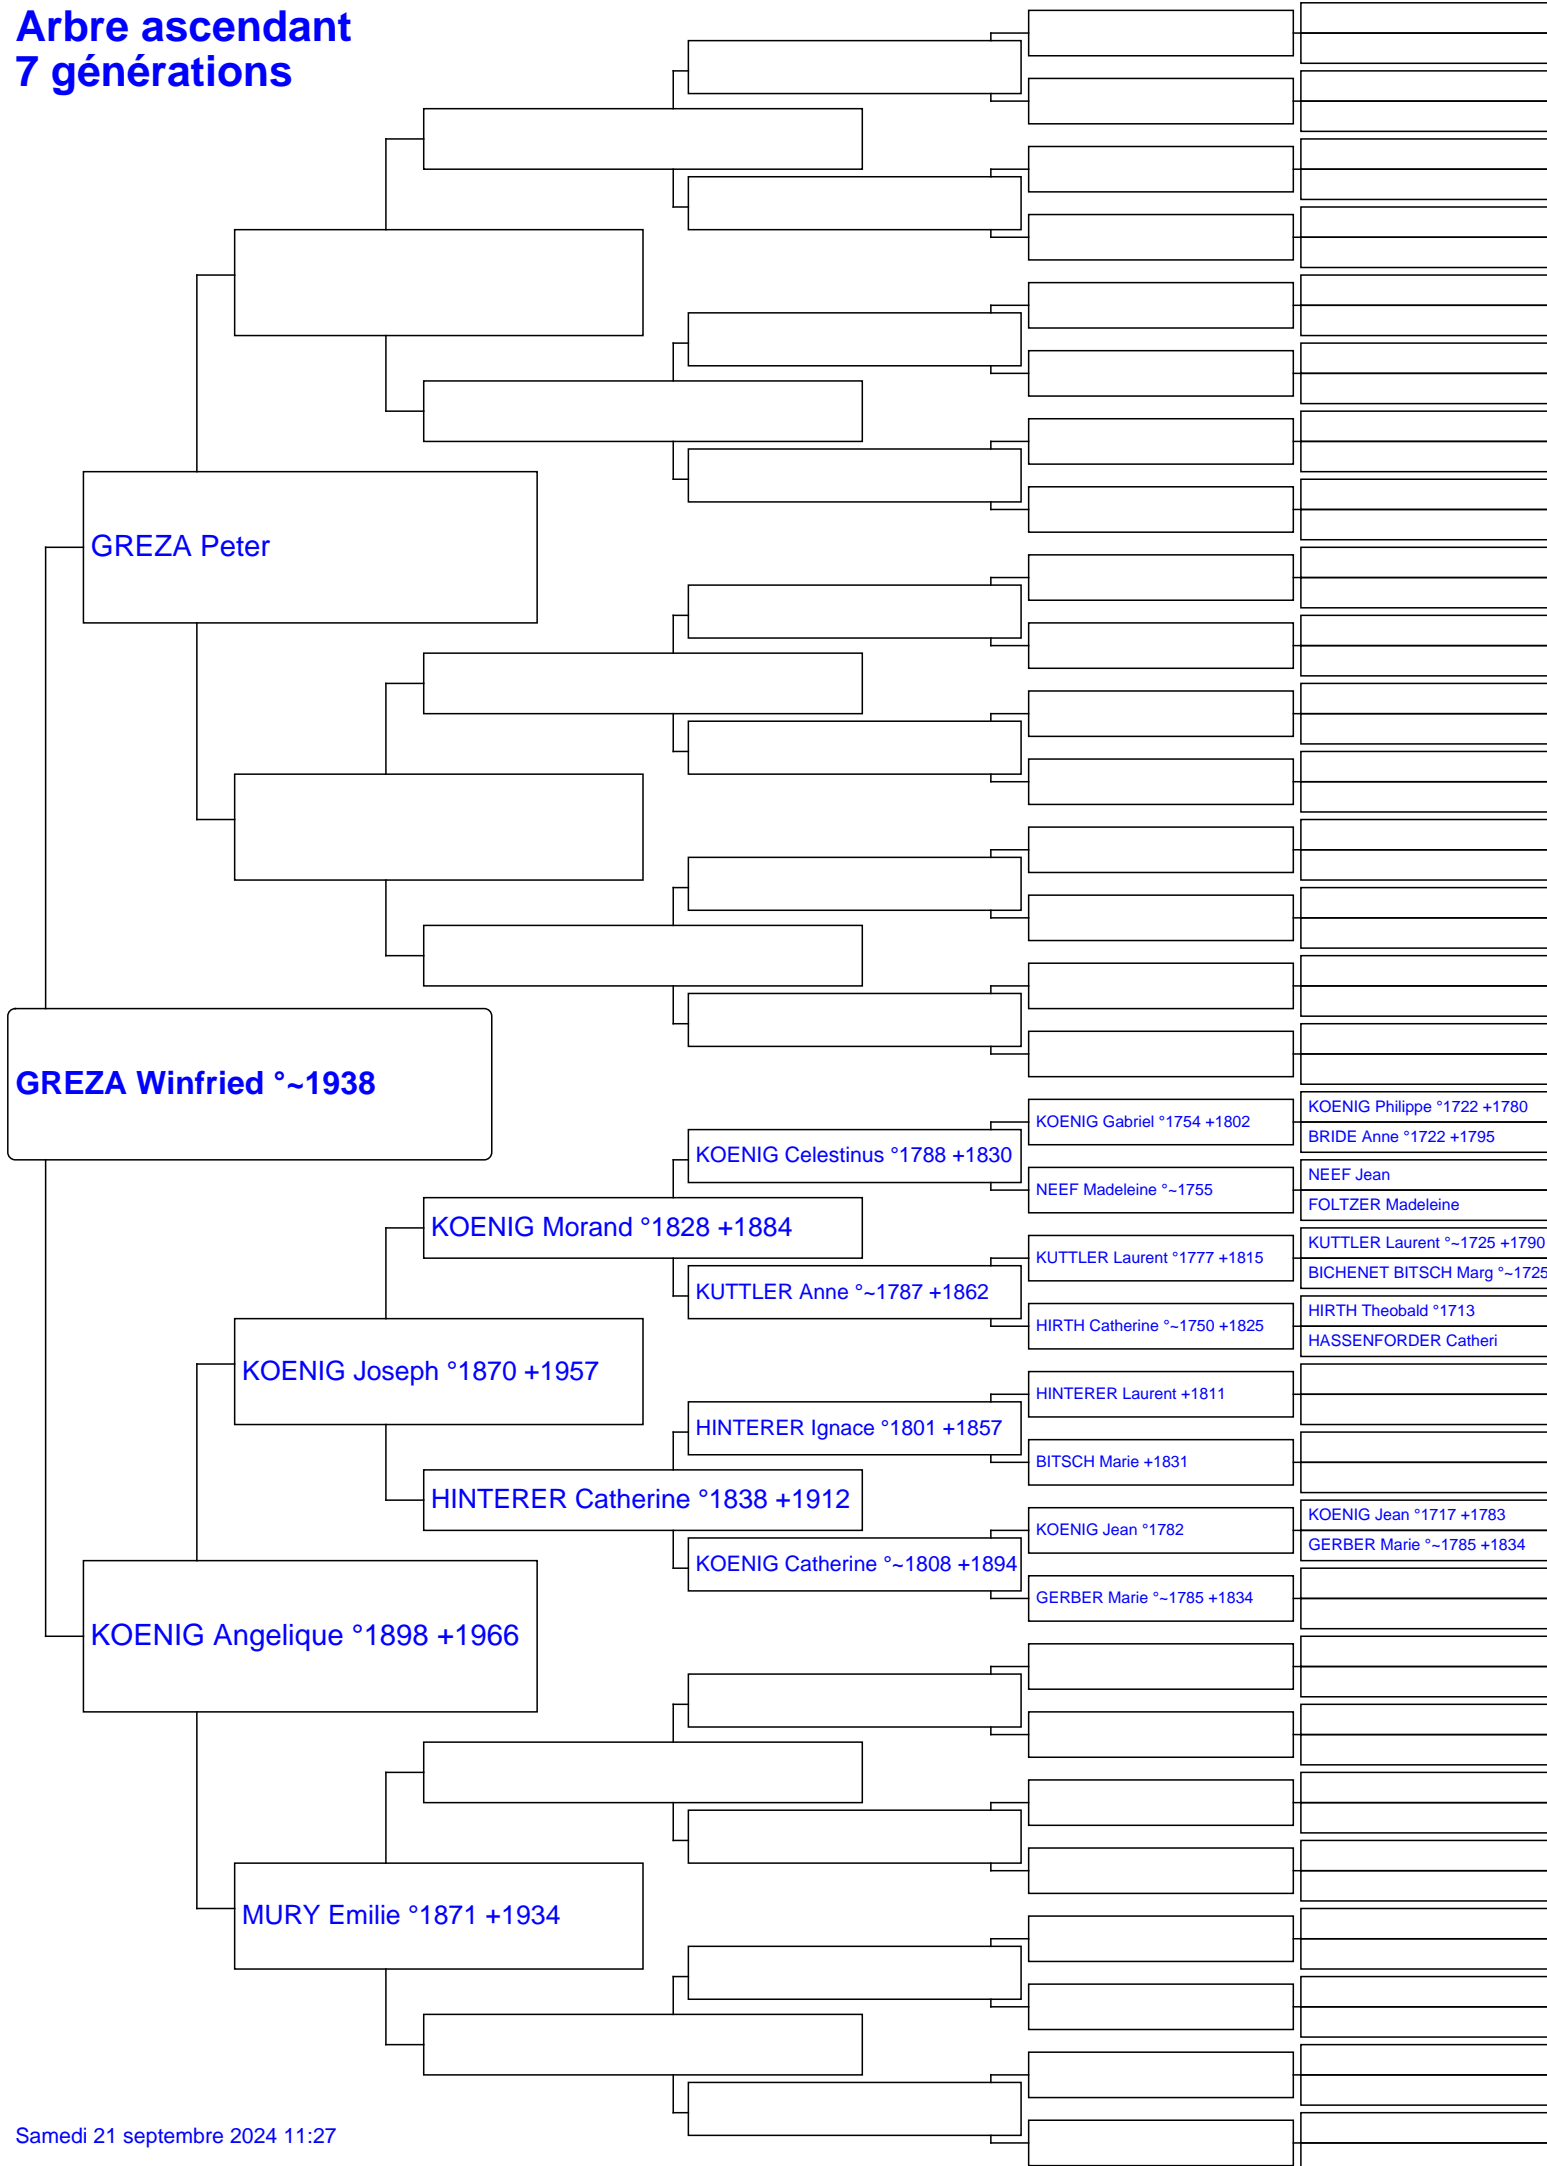 Arbre ascendant
7 générations
GREZA Peter
GREZA Winfried °~1938
KOENIG Gabriel °1754 +1802
KOENIG Philippe °1722 +1780
BRIDE Anne °1722 +1795
KOENIG Celestinus °1788 +1830
NEEF Madeleine °~1755
NEEF Jean
FOLTZER Madeleine
KOENIG Morand °1828 +1884
KUTTLER Laurent °1777 +1815
KUTTLER Laurent °~1725 +1790
BICHENET BITSCH Marg °~1725
KUTTLER Anne °~1787 +1862
HIRTH Catherine °~1750 +1825
HIRTH Theobald °1713
HASSENFORDER Catheri
KOENIG Joseph °1870 +1957
HINTERER Laurent +1811
HINTERER Ignace °1801 +1857
BITSCH Marie +1831
HINTERER Catherine °1838 +1912
KOENIG Jean °1782
KOENIG Jean °1717 +1783
GERBER Marie °~1785 +1834
KOENIG Catherine °~1808 +1894
GERBER Marie °~1785 +1834
KOENIG Angelique °1898 +1966
MURY Emilie °1871 +1934
Samedi 21 septembre 2024 11:27